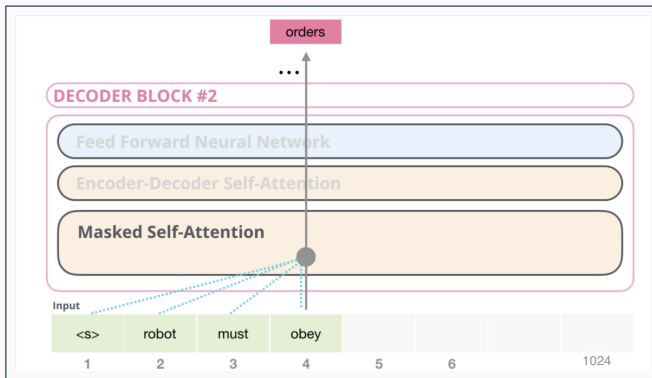 orders
...
DECODER BLOCK #2
Feed Forward Neural Network
Encoder-Decoder Self-Attention
Masked Self-Attention
Input
<s> robot must obey
1 2 3 4 5 6 1024